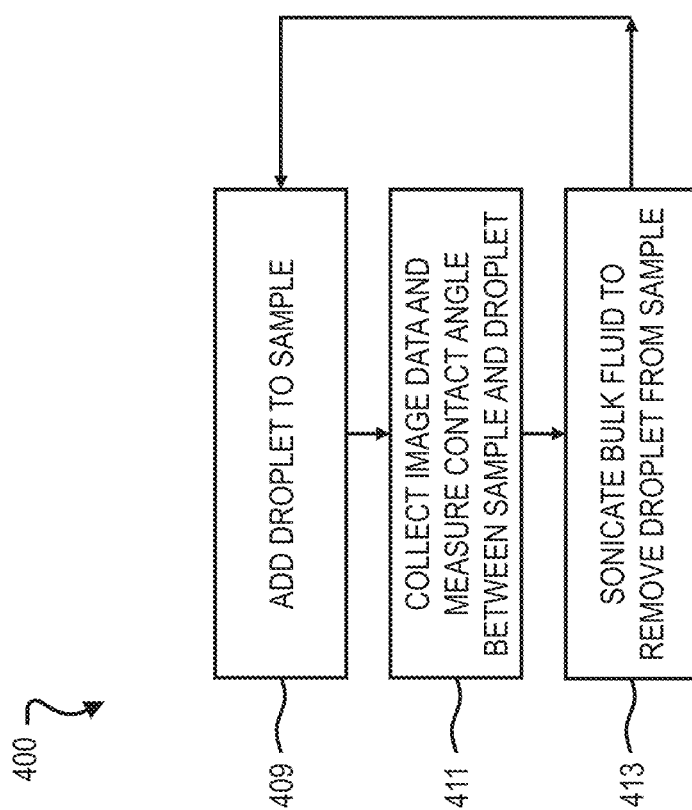 400
409
ADD DROPLET TO SAMPLE
411
COLLECT IMAGE DATA AND
MEASURE CONTACT ANGLE
BETWEEN SAMPLE AND DROPLET
413
SONICATE BULK FLUID TO
REMOVE DROPLET FROM SAMPLE